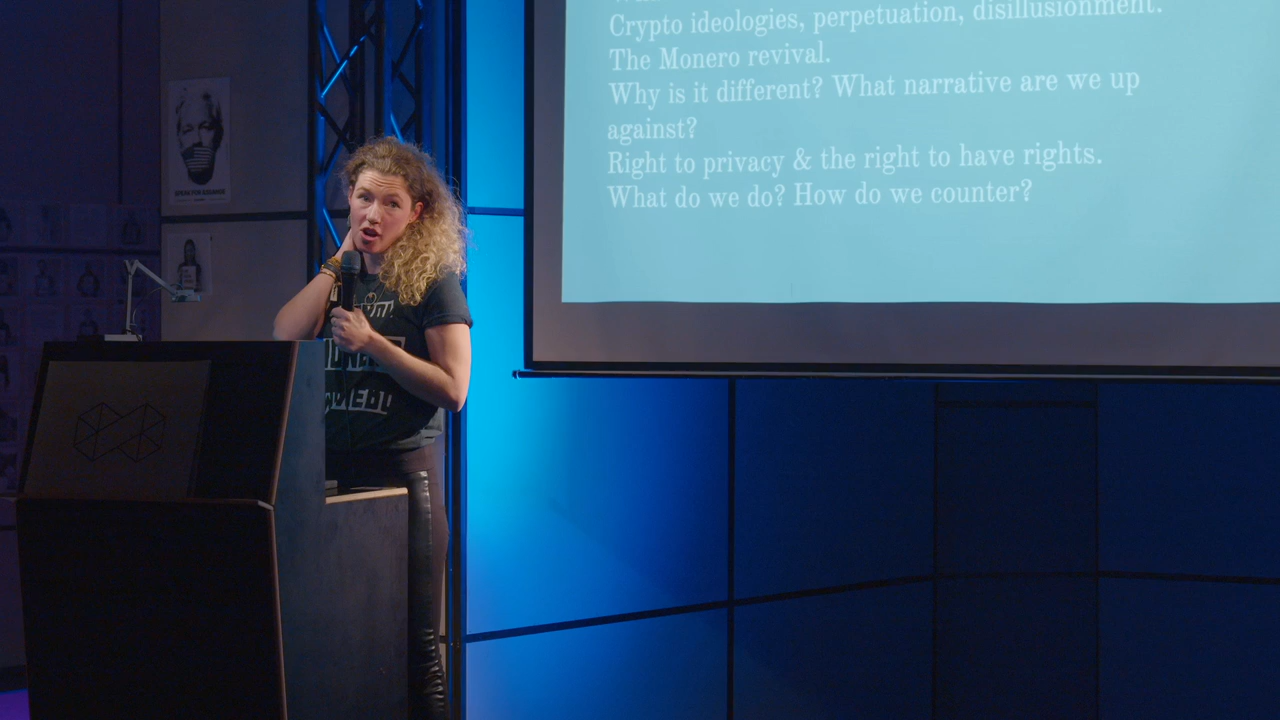 Crypto ideologies, perpetuation, disillusionment.
The Monero revival.
Why is it different? What narrative are we up
against?
Right to privacy & the right to have rights.
What do we do? How do we counter?